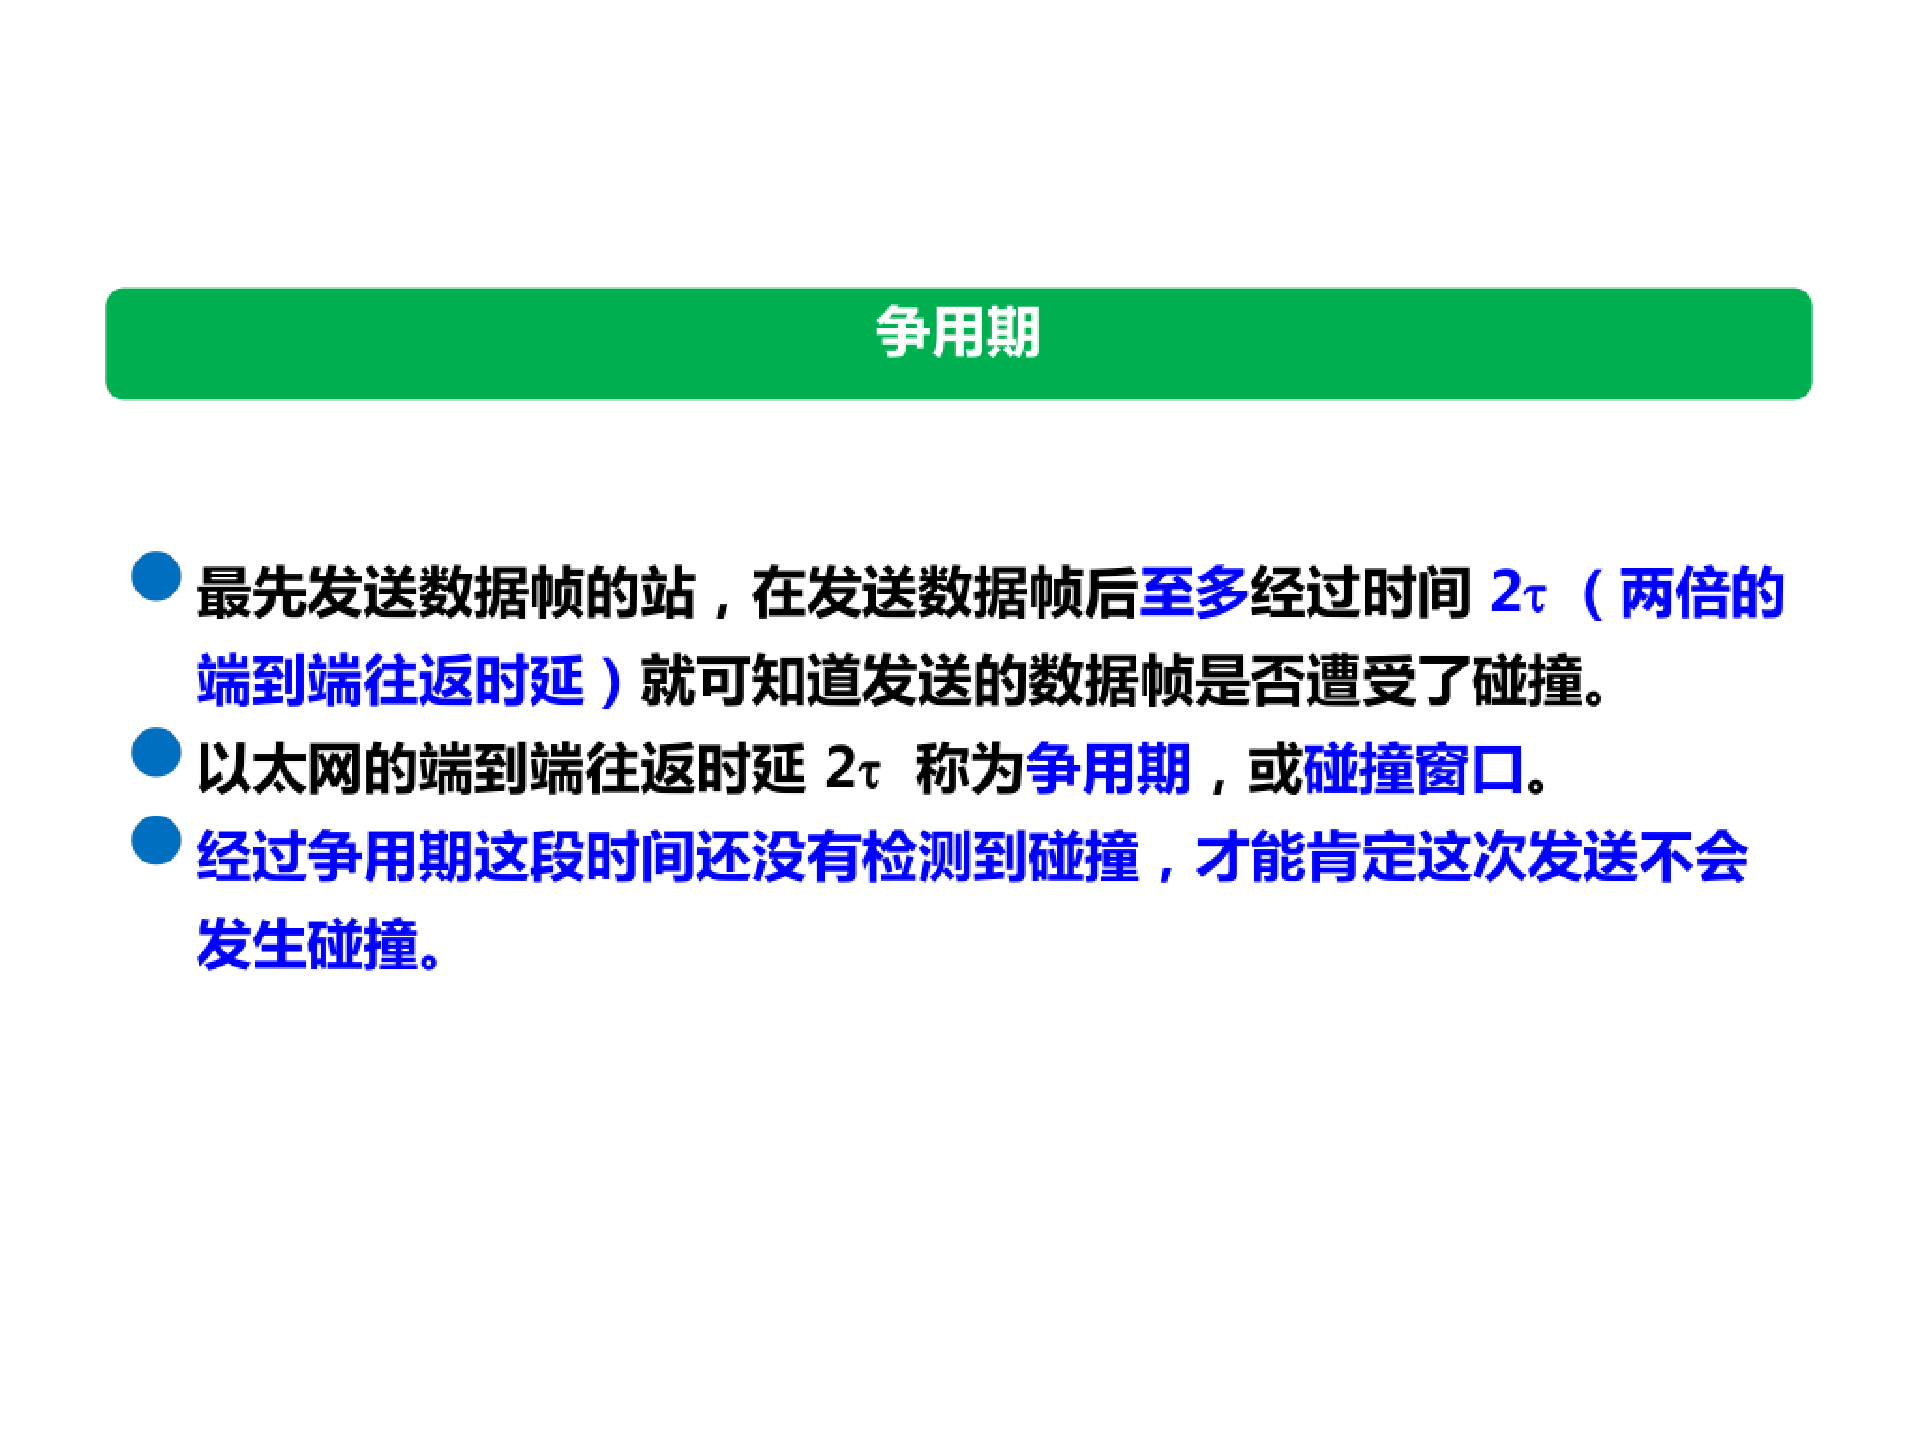 争用期
最先发送数据帧的站，在发送数据帧后至多经过时间 2τ（两倍的
端到端往返时延）就可知道发送的数据帧是否遭受了碰撞。
以太网的端到端往返时延 2τ 称为争用期，或碰撞窗口。
经过争用期这段时间还没有检测到碰撞，才能肯定这次发送不会
发生碰撞。